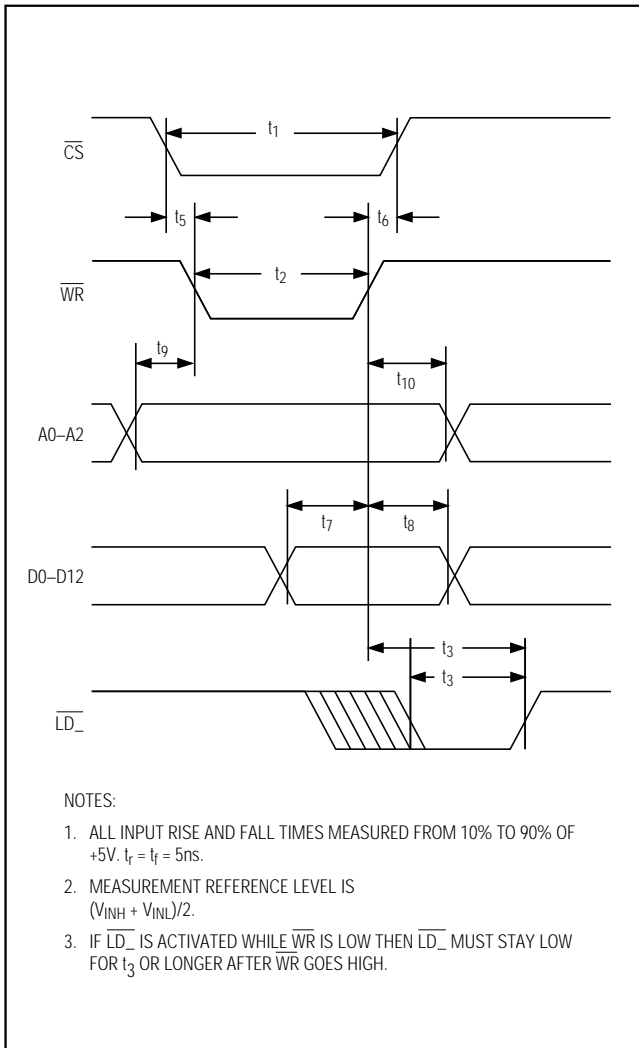 t1
CS
t5
t6
t2
WR
t9
t10
A0–A2
t7
t8
D0–D12
t3
t3
LD_
NOTES:
1. ALL INPUT RISE AND FALL TIMES MEASURED FROM 10% TO 90% OF
+5V. tr = tf = 5ns.
2. MEASUREMENT REFERENCE LEVEL IS
(VINH + VINL)/2.
3. IF LD_ IS ACTIVATED WHILE WR IS LOW THEN LD_ MUST STAY LOW
FOR t3 OR LONGER AFTER WR GOES HIGH.